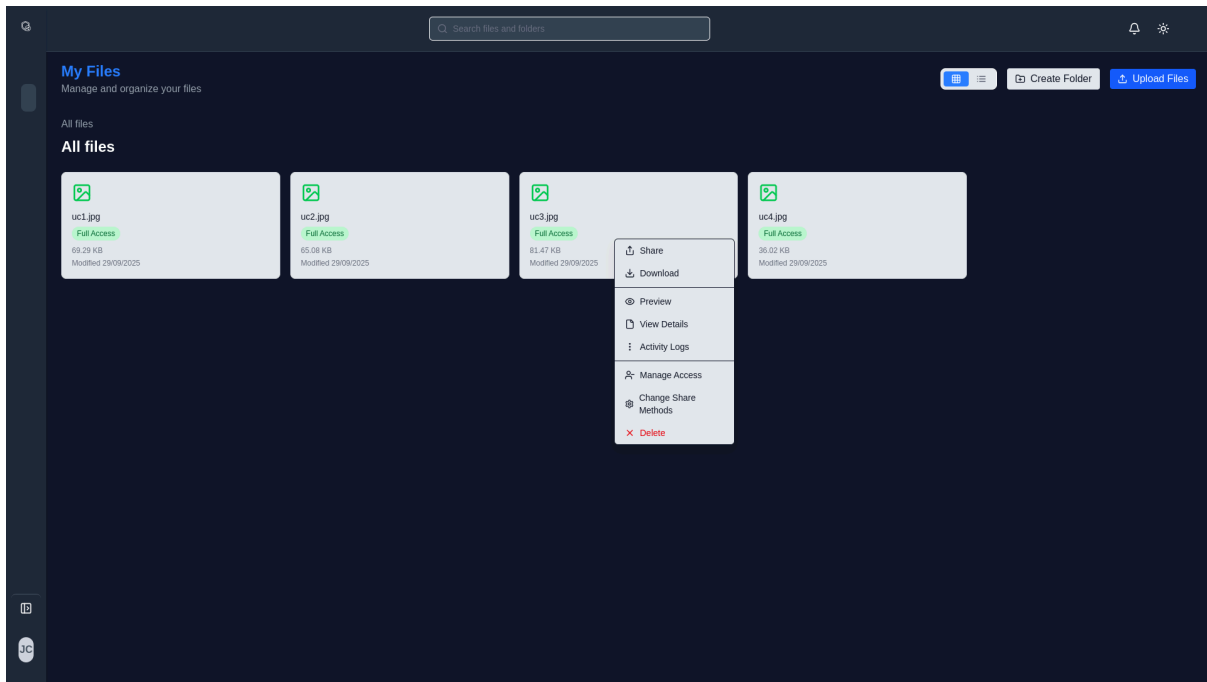 Search files and folders
My Files
Manage and organize your files
Create Folder
Upload Files
All files
All files
uc1.jpg
Full Access
69.29 KB
Modified 29/09/2025
uc2.jpg
Full Access
65.08 KB
Modified 29/09/2025
uc3.jpg
Full Access
81.47 KB
Modified 29/09/2025
uc4.jpg
Full Access
36.02 KB
Modified 29/09/2025
Share
Download
Preview
View Details
Activity Logs
Manage Access
Change Share
Methods
Delete
JC